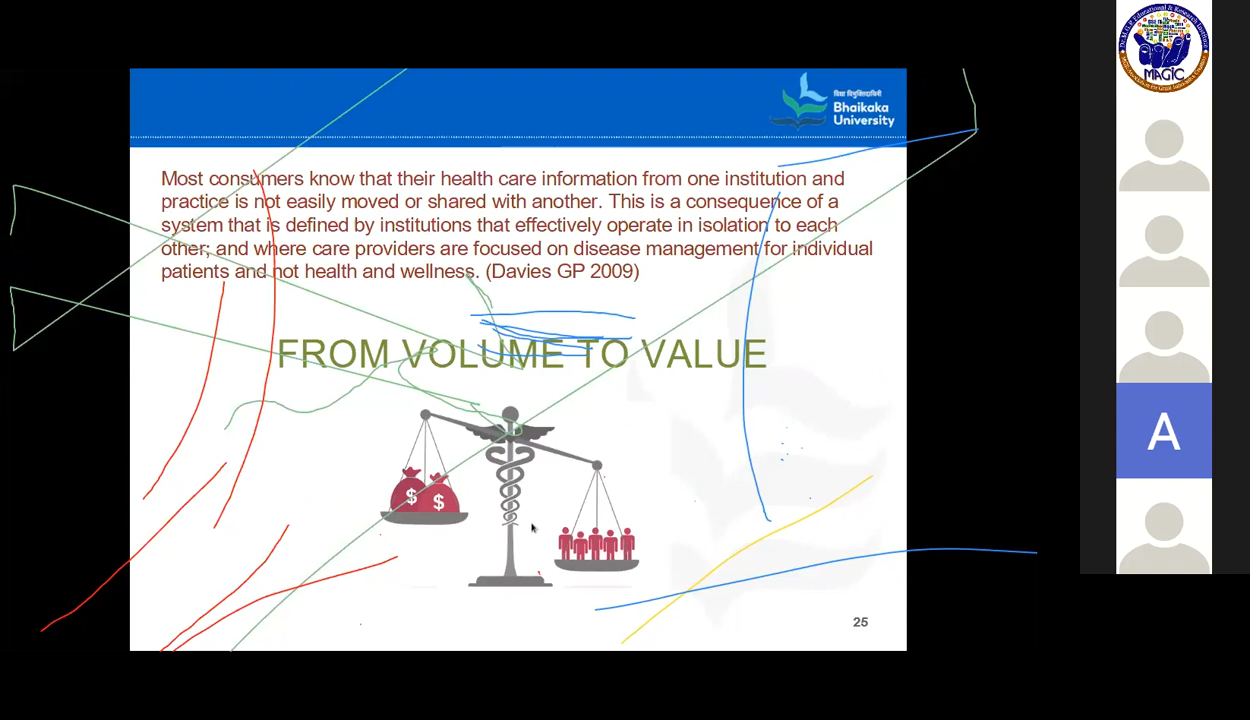 विद्या विमुक्तिदायिनी
Bhaikaka
University
Most consumers know that their health care information from one institution and
practice is not easily moved or shared with another. This is a consequence of a
system that is defined by institutions that effectively operate in isolation to each
other; and where care providers are focused on disease management for individual
patients and not health and wellness. (Davies GP 2009)
FROM VOLUME TO VALUE
$ $
25
MAGIC
A